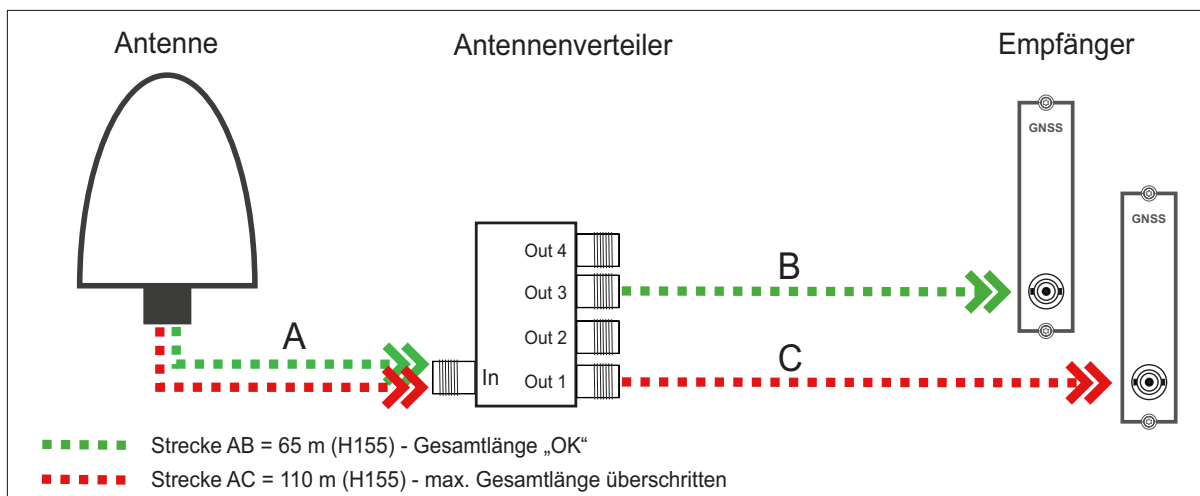 Antenne
Antennenverteiler
Empfänger
GNSS
GNSS
Out 4
Out 3
B
Out 2
A
In
Out 1
C
Strecke AB = 65 m (H155) - Gesamtlänge „OK“
Strecke AC = 110 m (H155) - max. Gesamtlänge überschritten